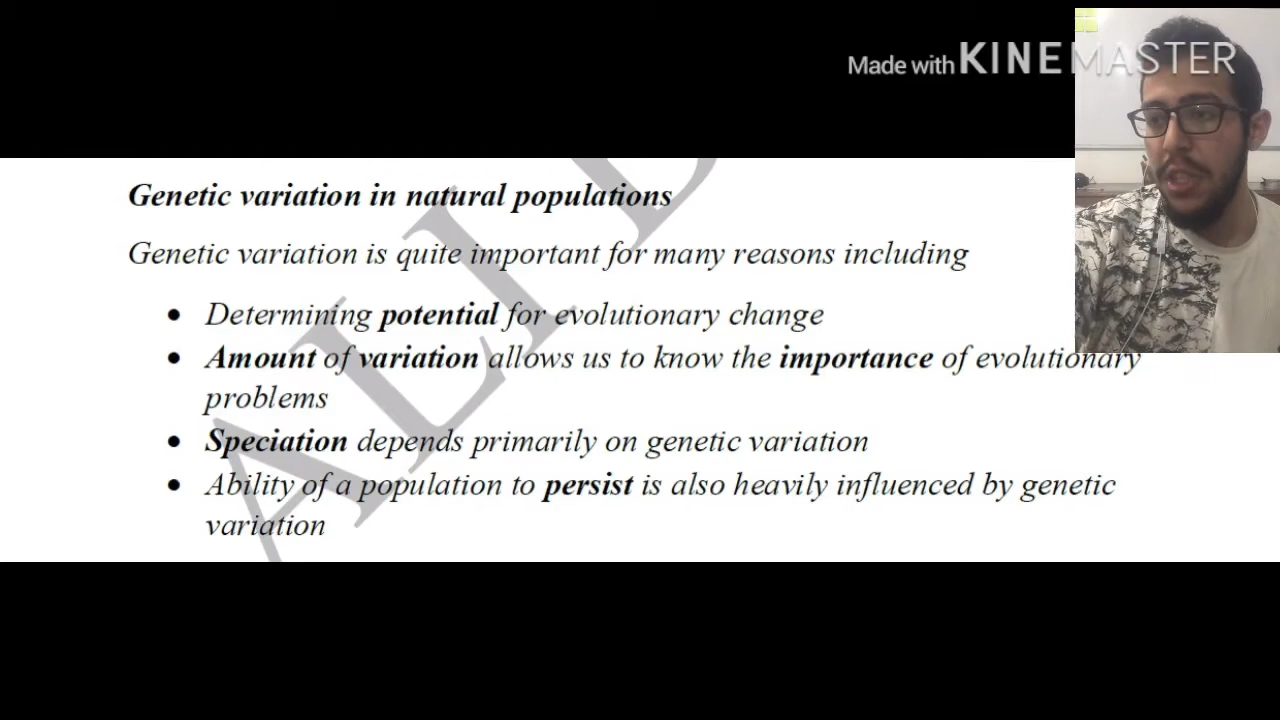 Made with KINEMASTER
Genetic variation in natural populations
Genetic variation is quite important for many reasons including
• Determining potential for evolutionary change
• Amount of variation allows us to know the importance of evolutionary
problems
• Speciation depends primarily on genetic variation
• Ability of a population to persist is also heavily influenced by genetic
variation
ALI